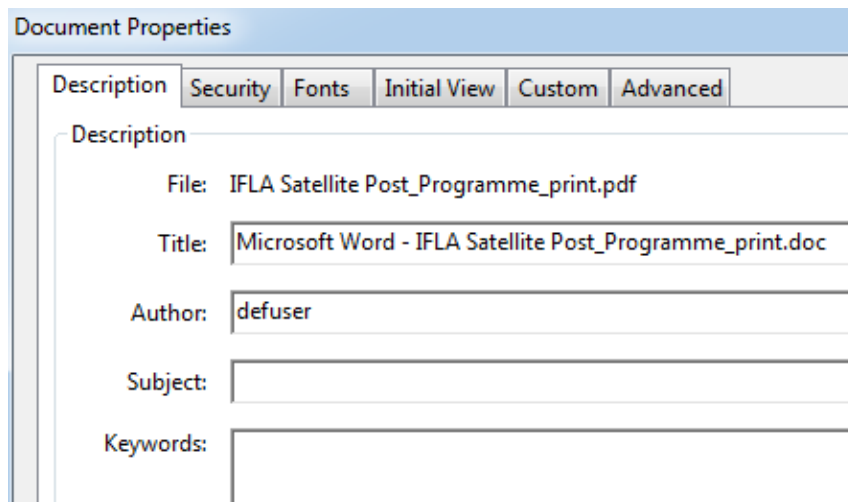 Document Properties
Description Security Fonts Initial View Custom Advanced
Description
File: IFLA Satellite Post_Programme_print.pdf
Title: Microsoft Word - IFLA Satellite Post_Programme_print.doc
Author: defuser
Subject:
Keywords: